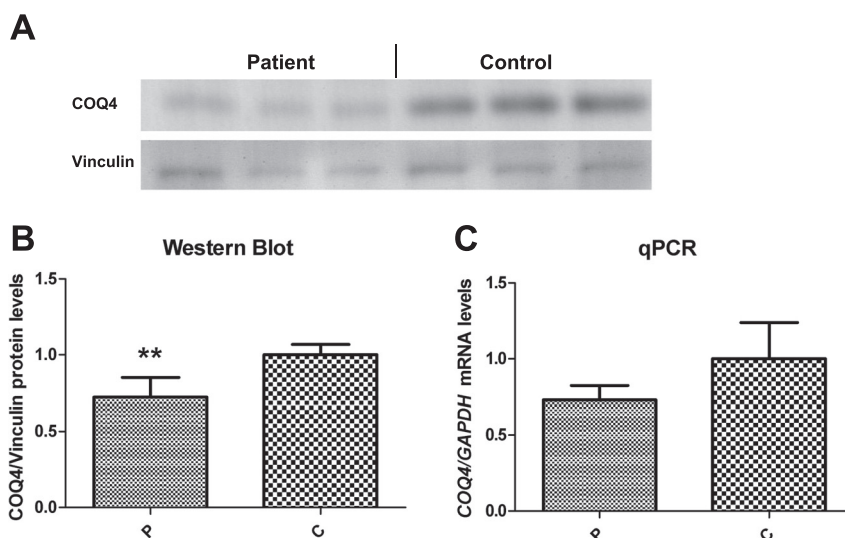 A
Patient
Control
COQ4
Vinculin
B
Western Blot
COQ4/Vinculin protein levels
1.5
1.0
0.5
0.0
**
P
C
C
qPCR
COQ4/GAPDH mRNA levels
1.5
1.0
0.5
0.0
P
C